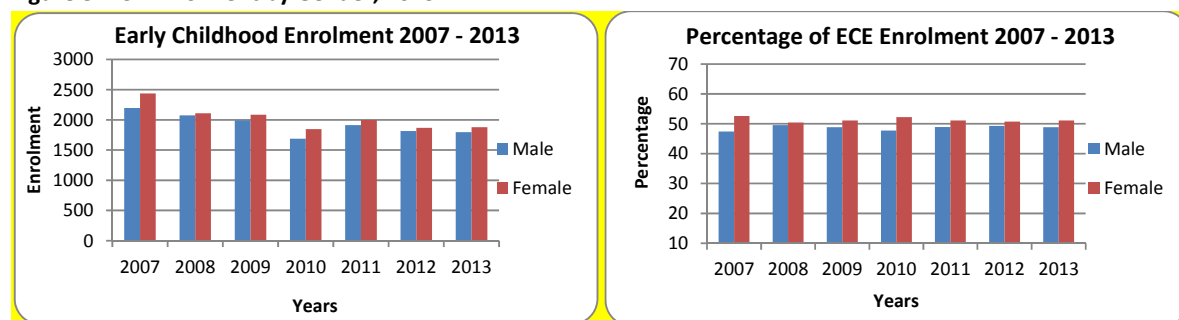 Early Childhood Enrolment 2007 - 2013
3000
2500
2000
1500
1000
500
0
Enrolment
2007 2008 2009 2010 2011 2012 2013
Years
Male
Female
Percentage of ECE Enrolment 2007 - 2013
70
60
50
40
30
20
10
Percentage
2007 2008 2009 2010 2011 2012 2013
Years
Male
Female